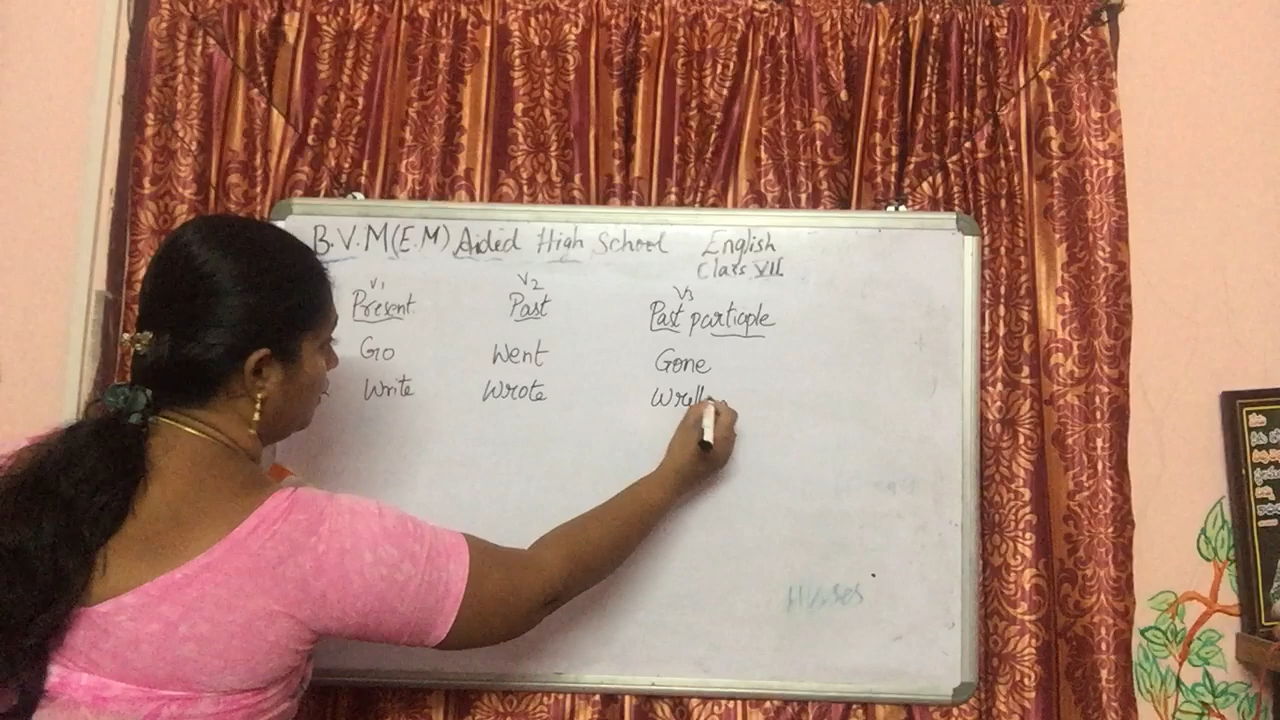 B.V.M(E.M) Aided High School English
Class VII
V1 V2 V3
Present Past Past participle
Go Went Gone
Write Wrote